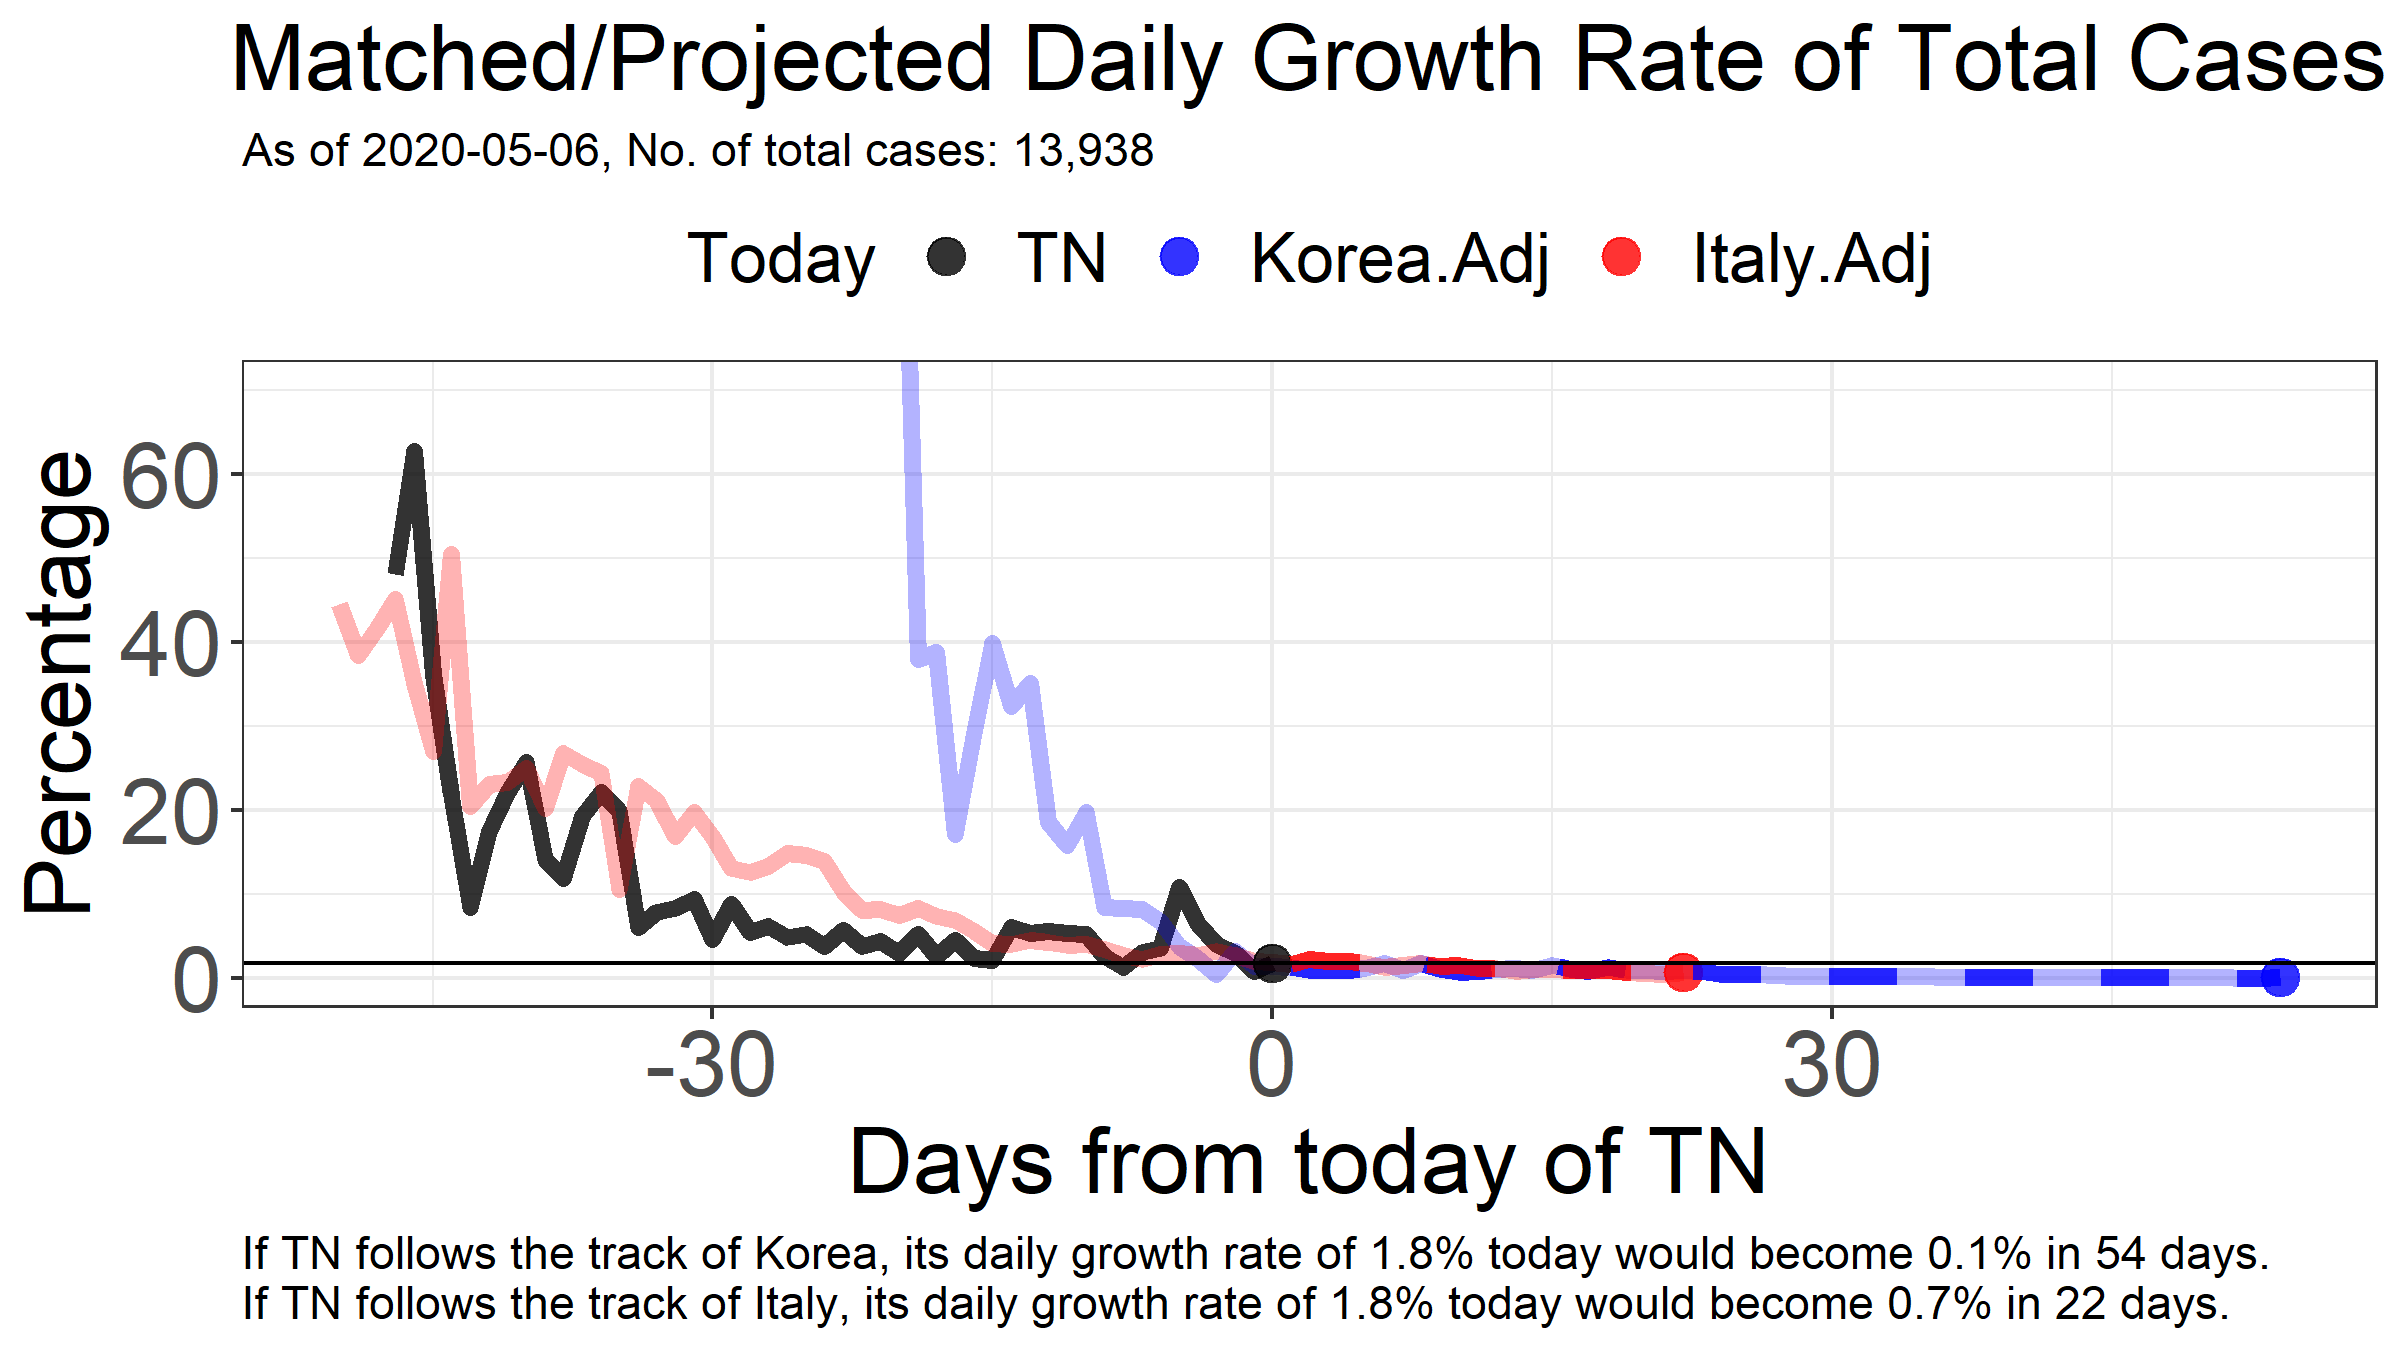 Matched/Projected Daily Growth Rate of Total Cases
As of 2020-05-06, No. of total cases: 13,938
Today TN Korea.Adj Italy.Adj
Percentage
60
40
20
0
-30 0 30
Days from today of TN
If TN follows the track of Korea, its daily growth rate of 1.8% today would become 0.1% in 54 days.
If TN follows the track of Italy, its daily growth rate of 1.8% today would become 0.7% in 22 days.